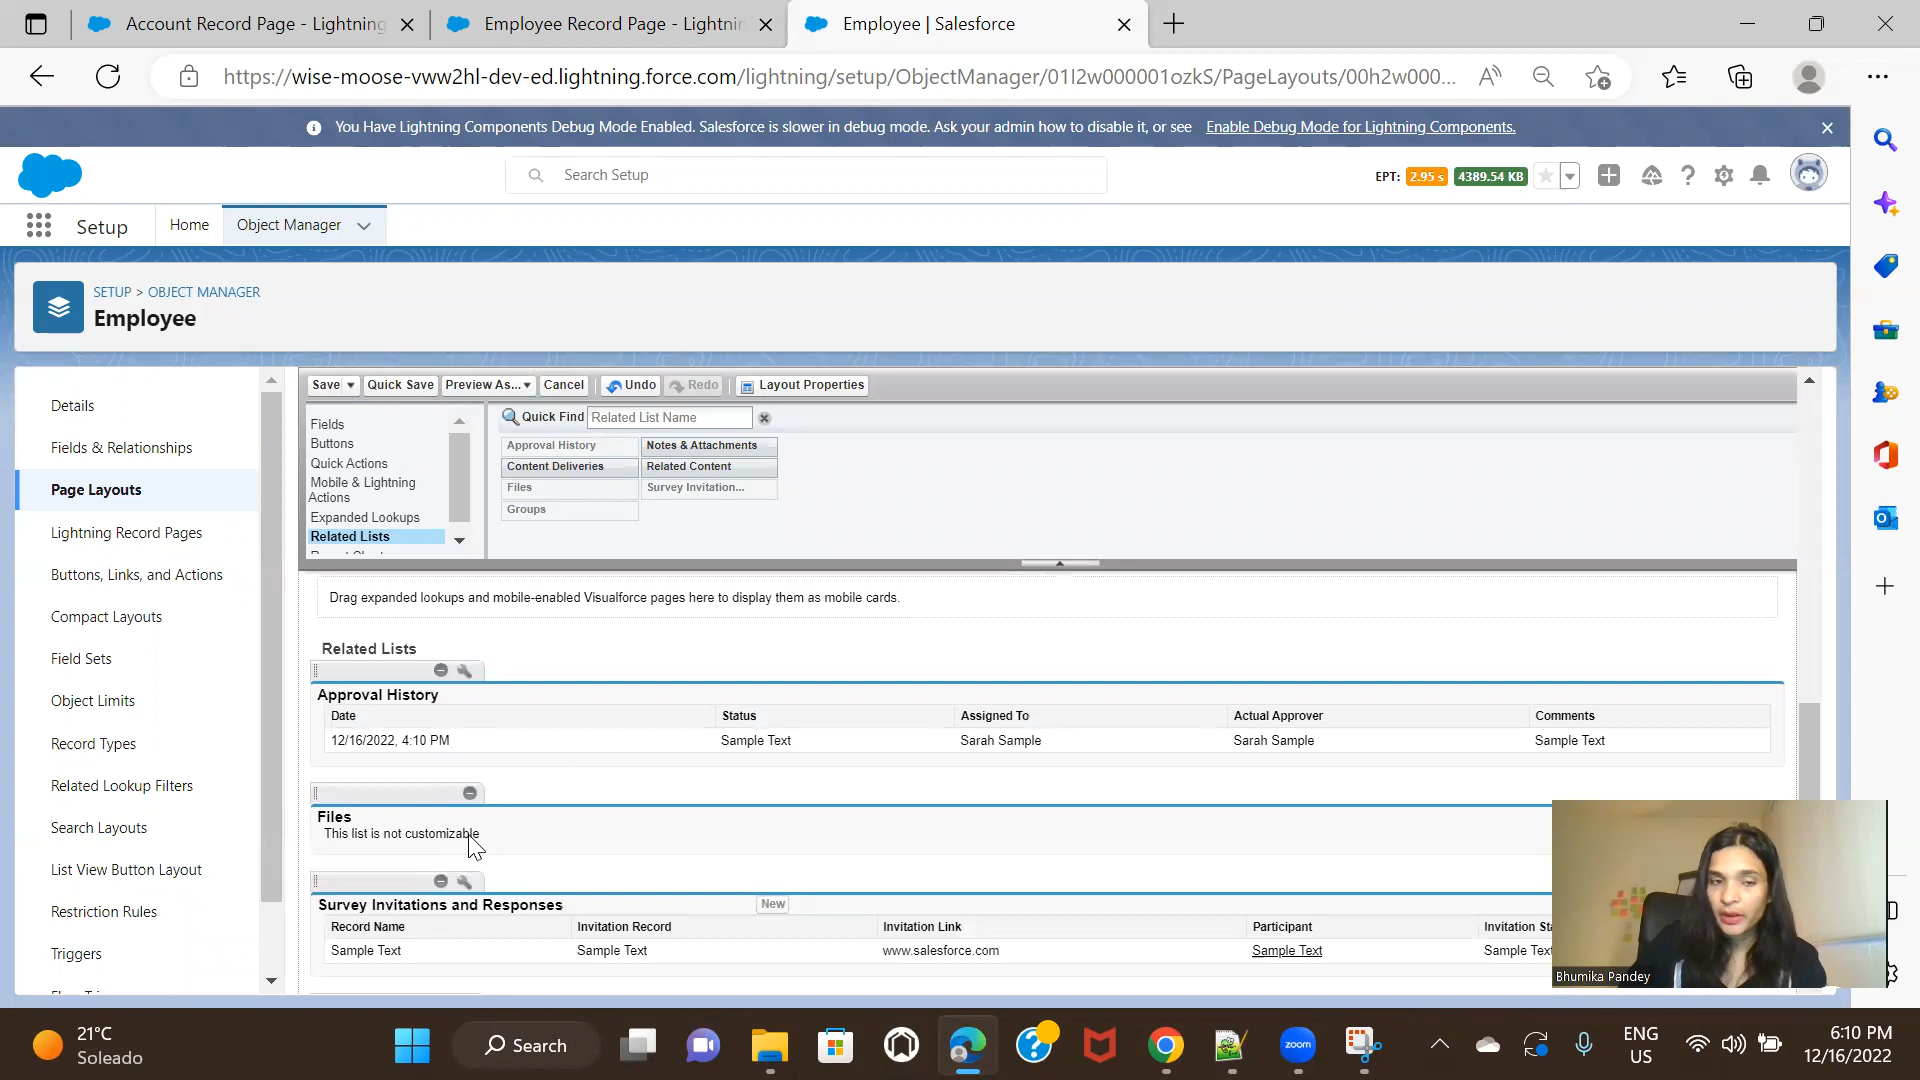 Account Record Page - Lightning
Employee Record Page - Lightnin
Employee | Salesforce
https://wise-moose-vww2hl-dev-ed.lightning.force.com/lightning/setup/ObjectManager/01I2w000001ozkS/PageLayouts/00h2w000...
You Have Lightning Components Debug Mode Enabled. Salesforce is slower in debug mode. Ask your admin how to disable it, or see Enable Debug Mode for Lightning Components.
Search Setup
EPT: 2.95 s 4389.54 KB
Setup
Home
Object Manager
SETUP > OBJECT MANAGER
Employee
Details
Fields & Relationships
Page Layouts
Lightning Record Pages
Buttons, Links, and Actions
Compact Layouts
Field Sets
Object Limits
Record Types
Related Lookup Filters
Search Layouts
List View Button Layout
Restriction Rules
Triggers
Save
Quick Save
Preview As...
Cancel
Undo
Redo
Layout Properties
Fields
Buttons
Quick Actions
Mobile & Lightning
Actions
Expanded Lookups
Related Lists
Quick Find Related List Name
Approval History
Notes & Attachments
Content Deliveries
Related Content
Files
Survey Invitation...
Groups
Drag expanded lookups and mobile-enabled Visualforce pages here to display them as mobile cards.
Related Lists
Approval History
Date Status Assigned To Actual Approver Comments
12/16/2022, 4:10 PM Sample Text Sarah Sample Sarah Sample Sample Text
Files
This list is not customizable
Survey Invitations and Responses New
Record Name Invitation Record Invitation Link Participant Invitation Sta
Sample Text Sample Text www.salesforce.com Sample Text Sample Text
Bhumika Pandey
21°C
Soleado
Search
zoom
ENG
US
6:10 PM
12/16/2022